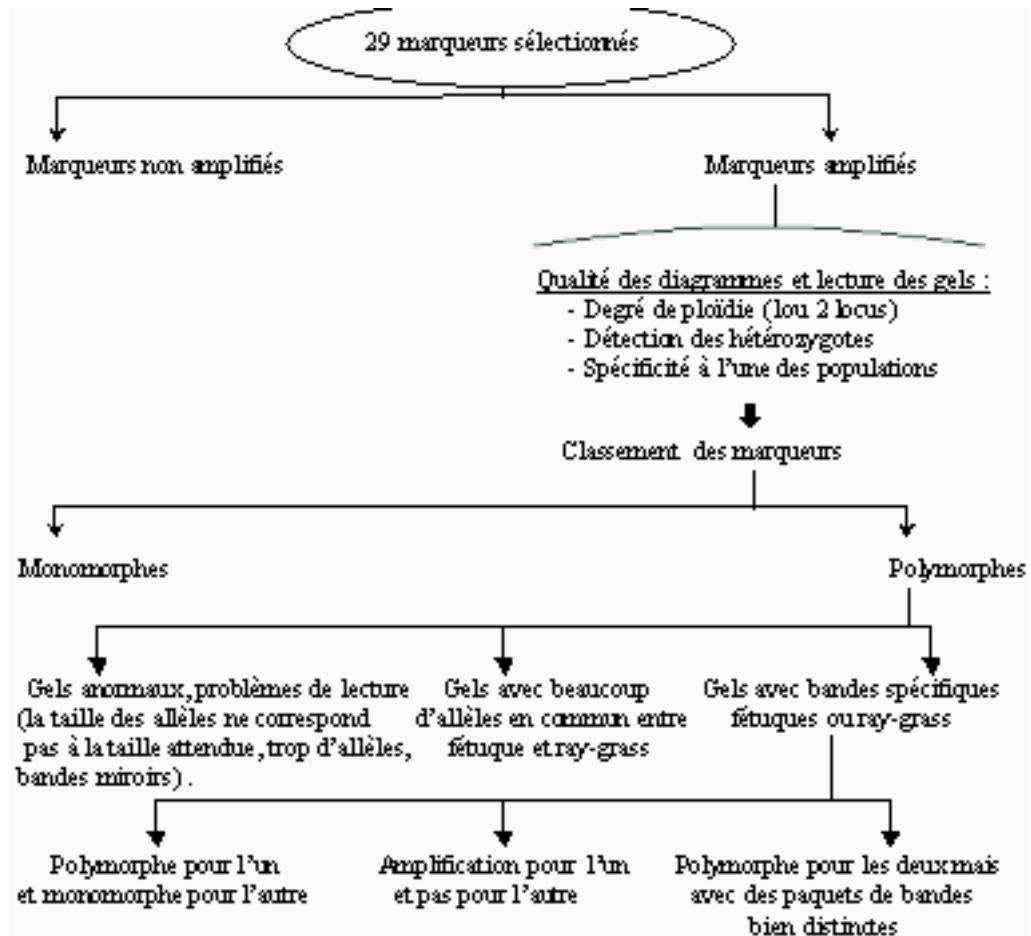 29 marqueurs sélectionnés
Marqueurs non amplifiés
Marqueurs amplifiés
Qualité des diagrammes et lecture des gels :
- Degré de ploïdie (1ou 2 locus)
- Détection des hétérozygotes
- Spécificité à l'une des populations
Classement des marqueurs
Monomorphes
Polymorphes
Gels anormaux, problèmes de lecture
(la taille des allèles ne correspond
pas à la taille attendue, trop d'allèles,
bandes miroirs).
Gels avec beaucoup
d'allèles en commun entre
fétuque et ray-grass
Gels avec bandes spécifiques
fétuques ou ray-grass
Polymorphe pour l'un
et monomorphe pour l'autre
Amplification pour l'un
et pas pour l'autre
Polymorphe pour les deux mais
avec des paquets de bandes
bien distinctes